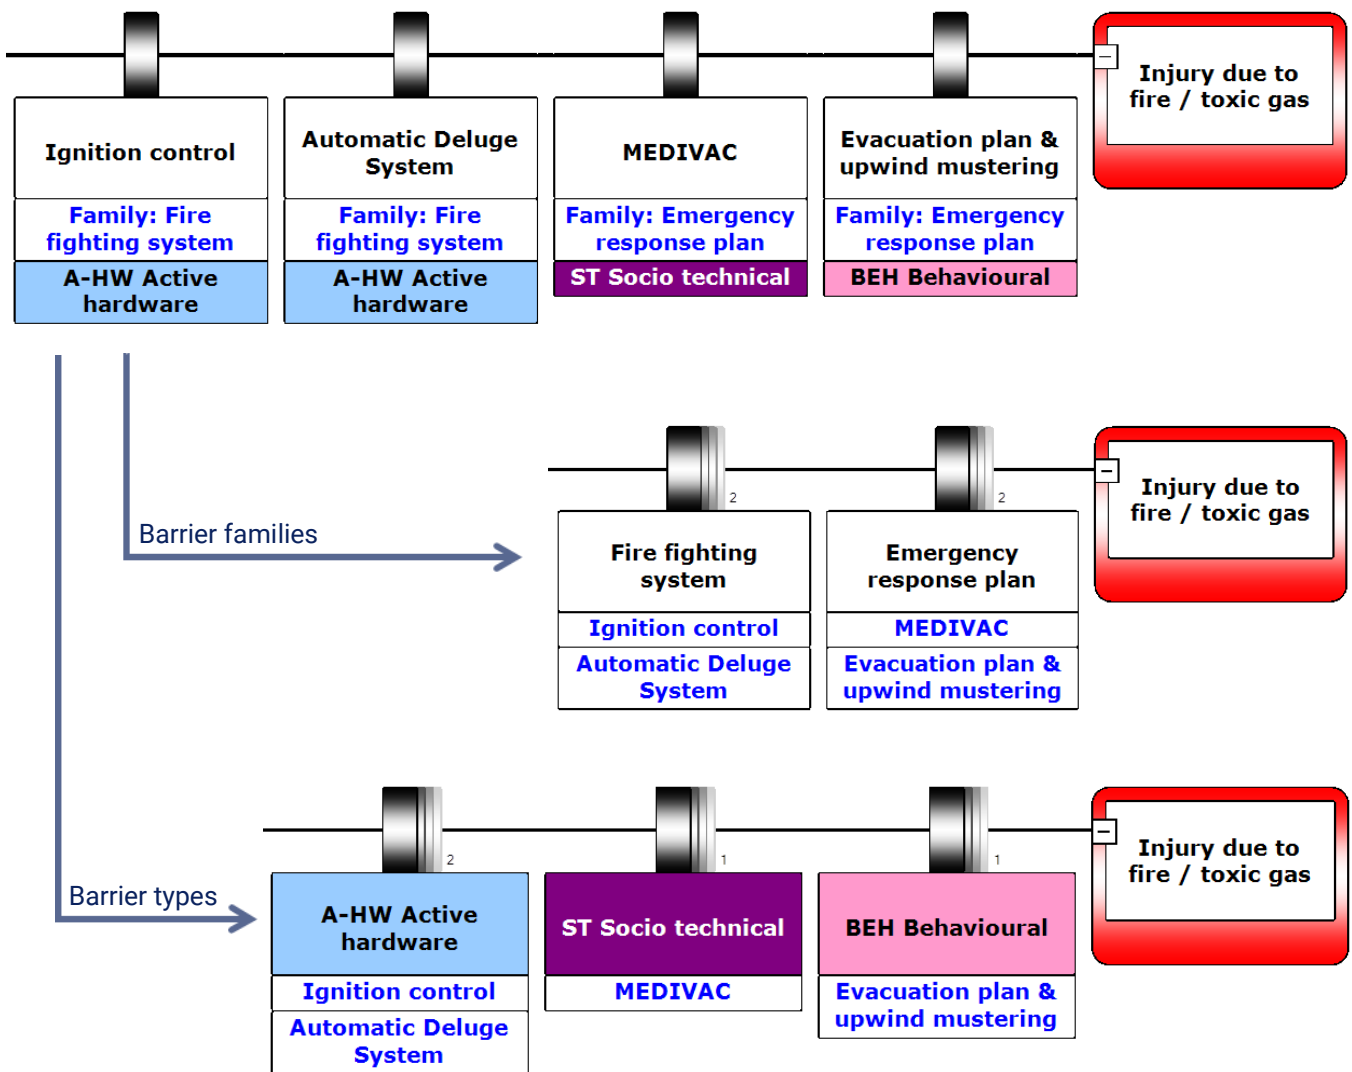 Ignition control
Family: Fire
fighting system
A-HW Active
hardware
Automatic Deluge
System
Family: Fire
fighting system
A-HW Active
hardware
MEDIVAC
Family: Emergency
response plan
ST Socio technical
Evacuation plan &
upwind mustering
Family: Emergency
response plan
BEH Behavioural
Injury due to
fire / toxic gas
Barrier families
2
Fire fighting
system
Ignition control
Automatic Deluge
System
2
Emergency
response plan
MEDIVAC
Evacuation plan &
upwind mustering
Injury due to
fire / toxic gas
Barrier types
2
A-HW Active
hardware
Ignition control
Automatic Deluge
System
1
ST Socio technical
MEDIVAC
1
BEH Behavioural
Evacuation plan &
upwind mustering
Injury due to
fire / toxic gas